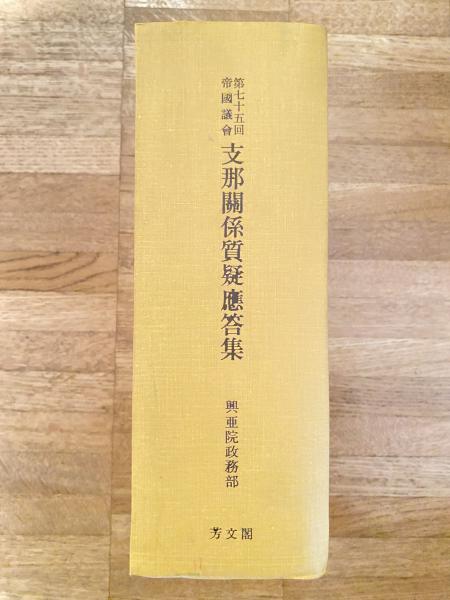 第七十五回
帝國議會
支那關係質疑應答集
興亜院政務部
芳文閣